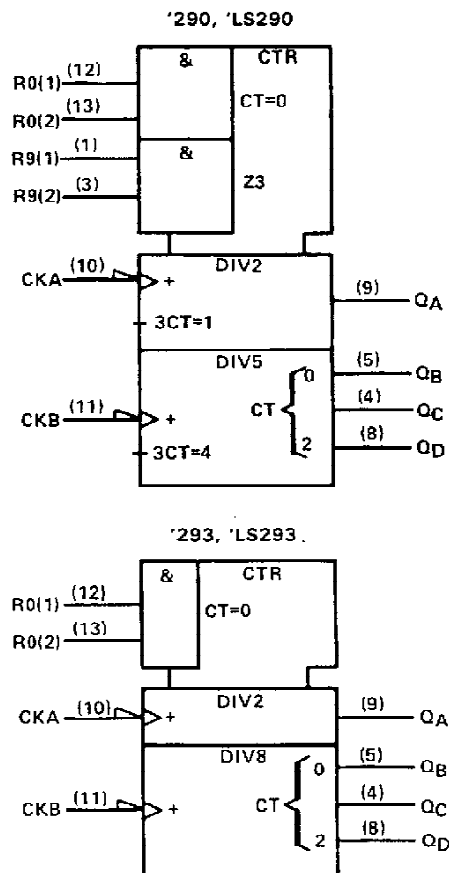 '290, 'LS290
& CTR
R0(1) (12)
CT=0
R0(2) (13)
R9(1) (1) &
Z3
R9(2) (3)
DIV2
CKA (10) +
(9) QA
3CT=1
DIV5
0 (5) QB
CKB (11) + CT (4) QC
3CT=4 2 (8) QD
'293, 'LS293
& CTR
R0(1) (12) CT=0
R0(2) (13)
DIV2
CKA (10) + (9) QA
DIV8
0 (5) QB
CKB (11) + CT (4) QC
2 (8) QD